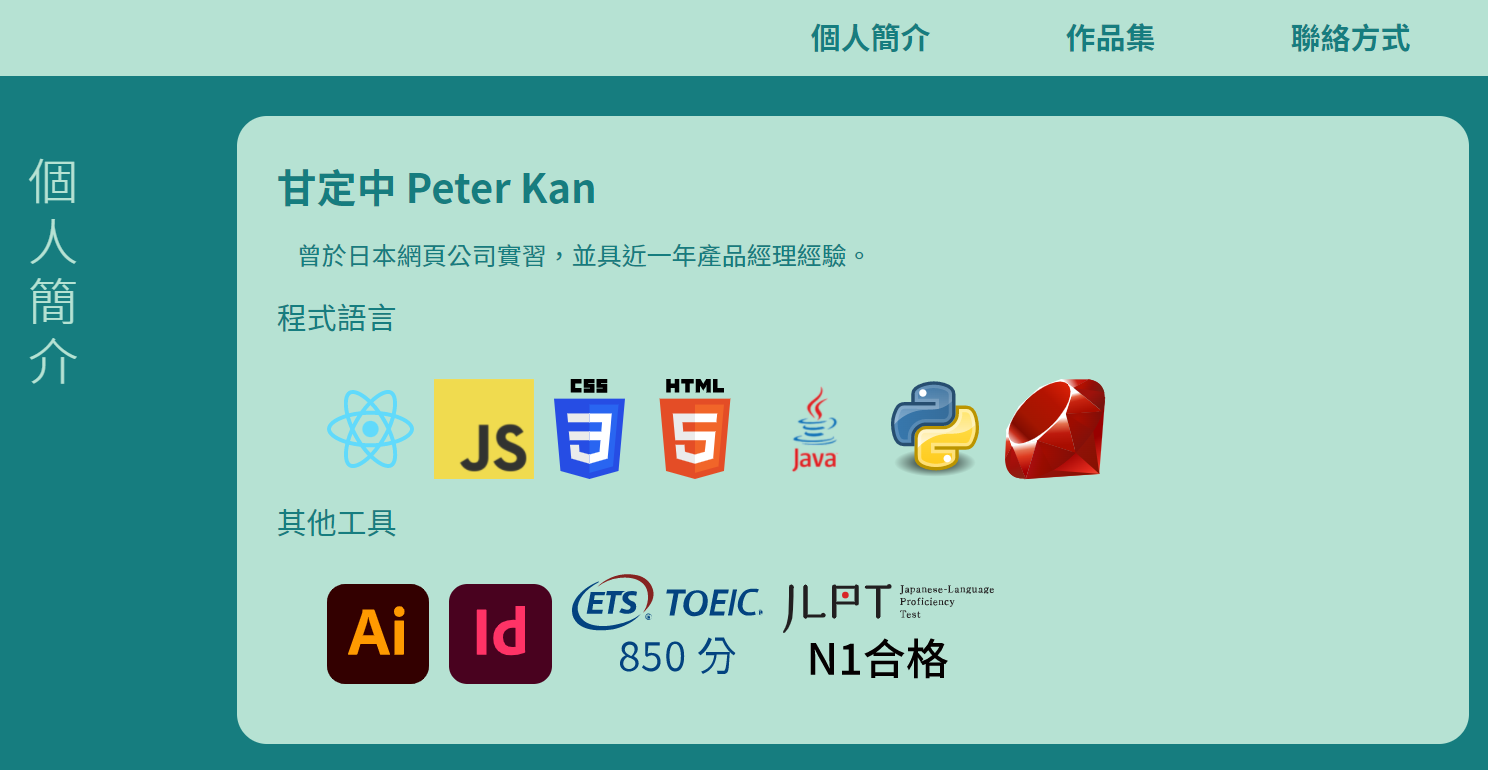 個人簡介 作品集 聯絡方式
個人簡介
甘定中 Peter Kan
曾於日本網頁公司實習，並具近一年產品經理經驗。
程式語言
JS
CSS
3
HTML
5
Java
其他工具
Ai
Id
ETS® TOEIC®
850 分
JLPT
Japanese-Language
Proficiency
Test
N1合格